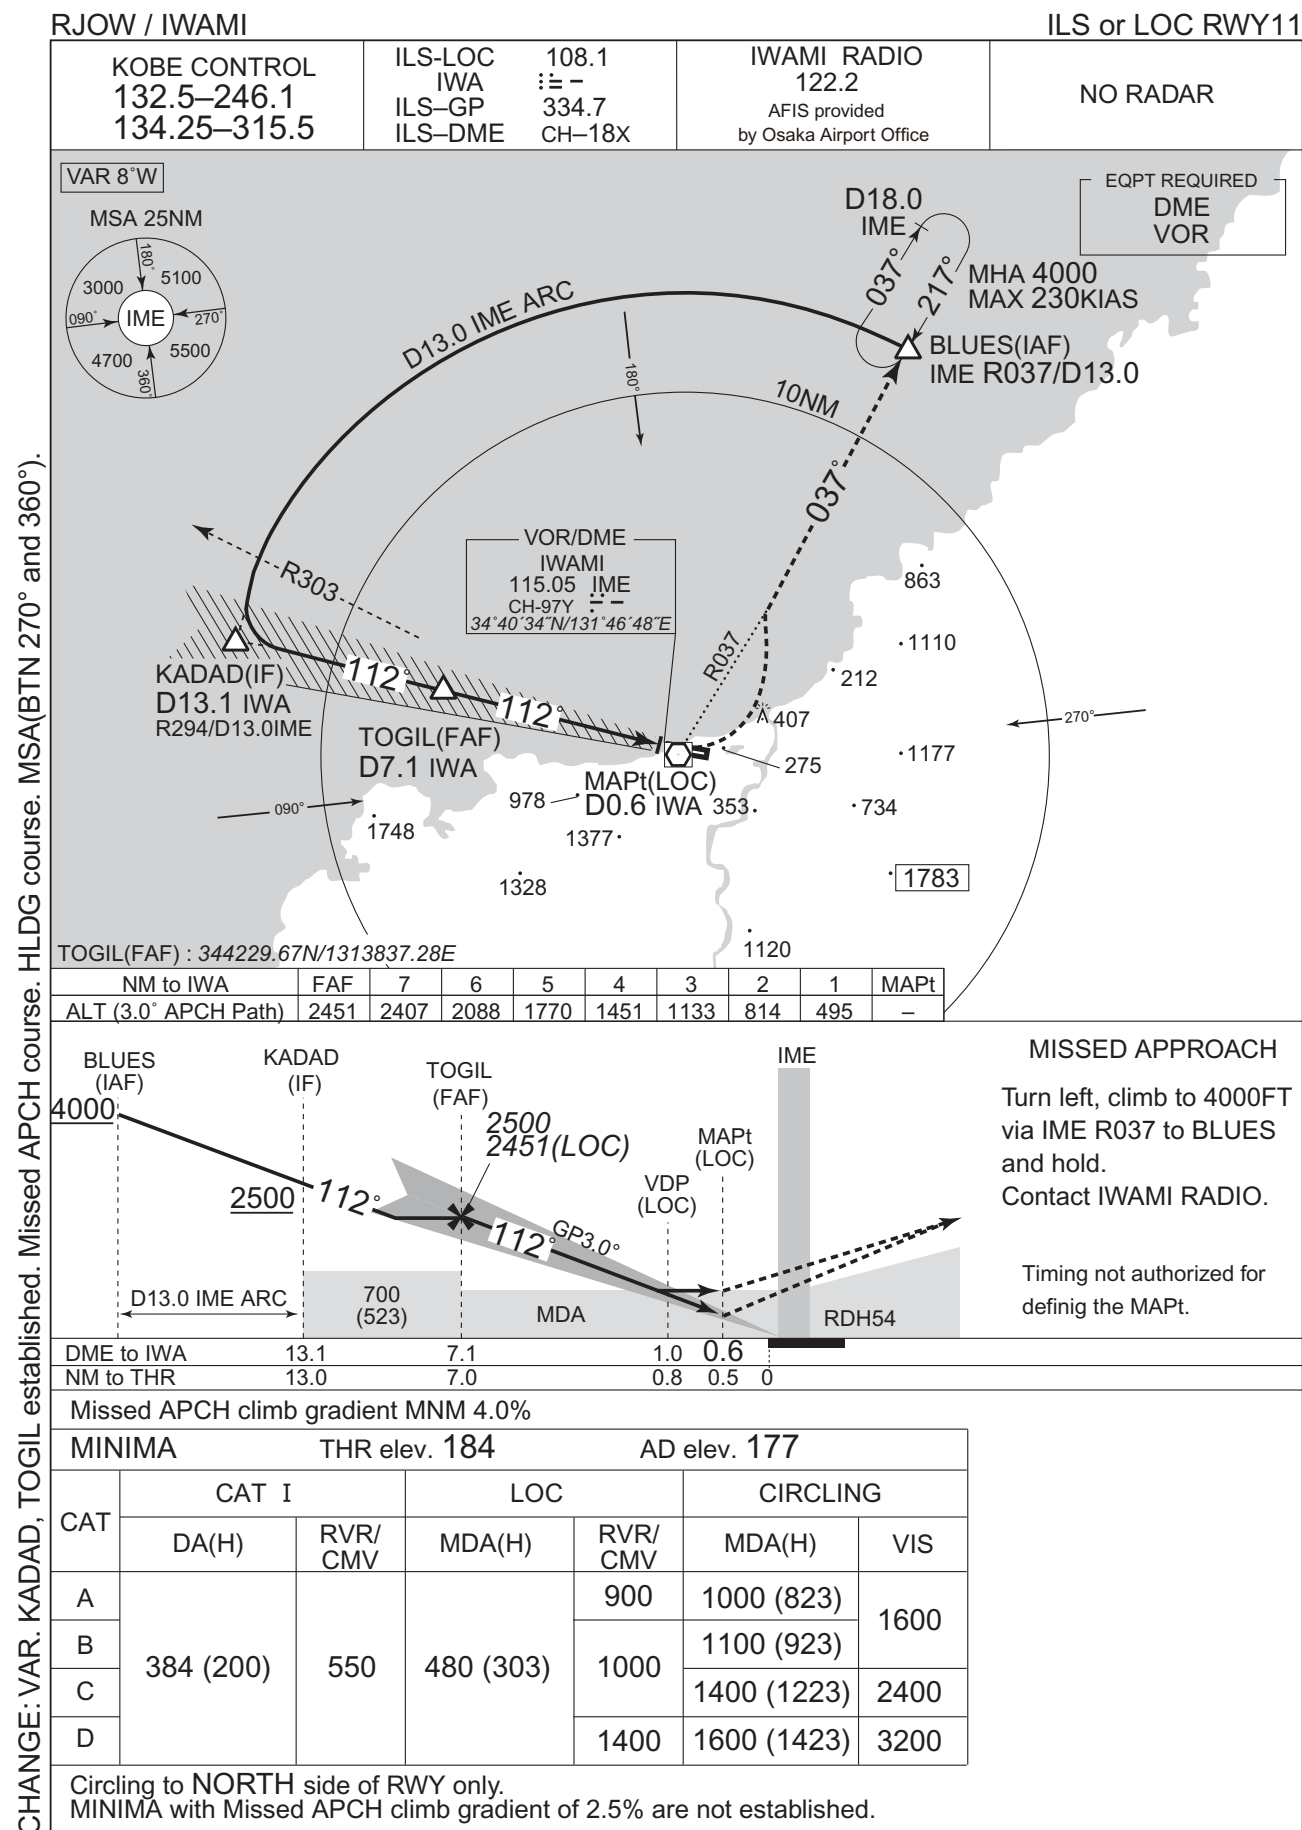 RJOW / IWAMI
ILS or LOC RWY11
KOBE CONTROL
132.5–246.1
134.25–315.5
ILS-LOC 108.1
IWA
ILS–GP 334.7
ILS–DME CH–18X
IWAMI RADIO
122.2
AFIS provided
by Osaka Airport Office
NO RADAR
VAR 8°W
MSA 25NM
180°
3000
5100
090°
IME
270°
4700
5500
360°
EQPT REQUIRED
DME
VOR
D18.0
IME
037°
217°
MHA 4000
MAX 230KIAS
BLUES(IAF)
IME R037/D13.0
D13.0 IME ARC
180°
10NM
037°
R303
VOR/DME
IWAMI
115.05 IME
CH-97Y
34°40′34″N/131°46′48″E
R037
863
1110
212
407
275
1177
734
353
1783
1120
270°
KADAD(IF)
D13.1 IWA
R294/D13.0IME
112°
112°
TOGIL(FAF)
D7.1 IWA
MAPt(LOC)
D0.6 IWA
978
1377
1328
1748
090°
TOGIL(FAF) : 344229.67N/1313837.28E
NM to IWA FAF 7 6 5 4 3 2 1 MAPt
ALT (3.0° APCH Path) 2451 2407 2088 1770 1451 1133 814 495 –
BLUES
(IAF)
KADAD
(IF)
TOGIL
(FAF)
IME
4000
2500
112°
2500
2451(LOC)
112°
GP3.0°
VDP
(LOC)
MAPt
(LOC)
D13.0 IME ARC
700
(523)
MDA
RDH54
DME to IWA 13.1 7.1 1.0 0.6
NM to THR 13.0 7.0 0.8 0.5 0
MISSED APPROACH
Turn left, climb to 4000FT
via IME R037 to BLUES
and hold.
Contact IWAMI RADIO.
Timing not authorized for
definig the MAPt.
Missed APCH climb gradient MNM 4.0%
MINIMA THR elev. 184 AD elev. 177
CAT CAT I LOC CIRCLING
DA(H) RVR/CMV MDA(H) RVR/CMV MDA(H) VIS
A 384 (200) 550 480 (303) 900 1000 (823) 1600
B 1000 1100 (923)
C 1400 (1223) 2400
D 1400 1600 (1423) 3200
Circling to NORTH side of RWY only.
MINIMA with Missed APCH climb gradient of 2.5% are not established.
CHANGE: VAR. KADAD, TOGIL established. Missed APCH course. HLDG course. MSA(BTN 270° and 360°).